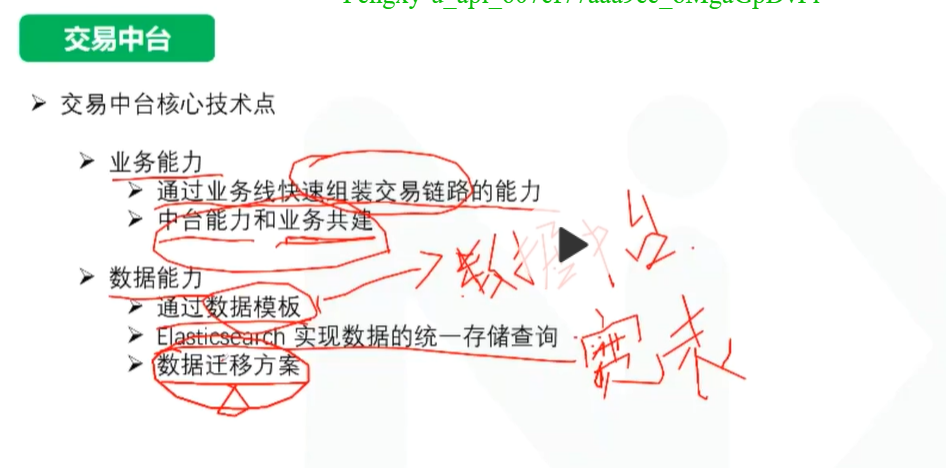 交易中台
交易中台核心技术点
业务能力
通过业务线快速组装交易链路的能力
中台能力和业务共建
数据能力
数据中台.
通过数据模板
Elasticsearch 实现数据的统一存储查询
宽表
数据迁移方案